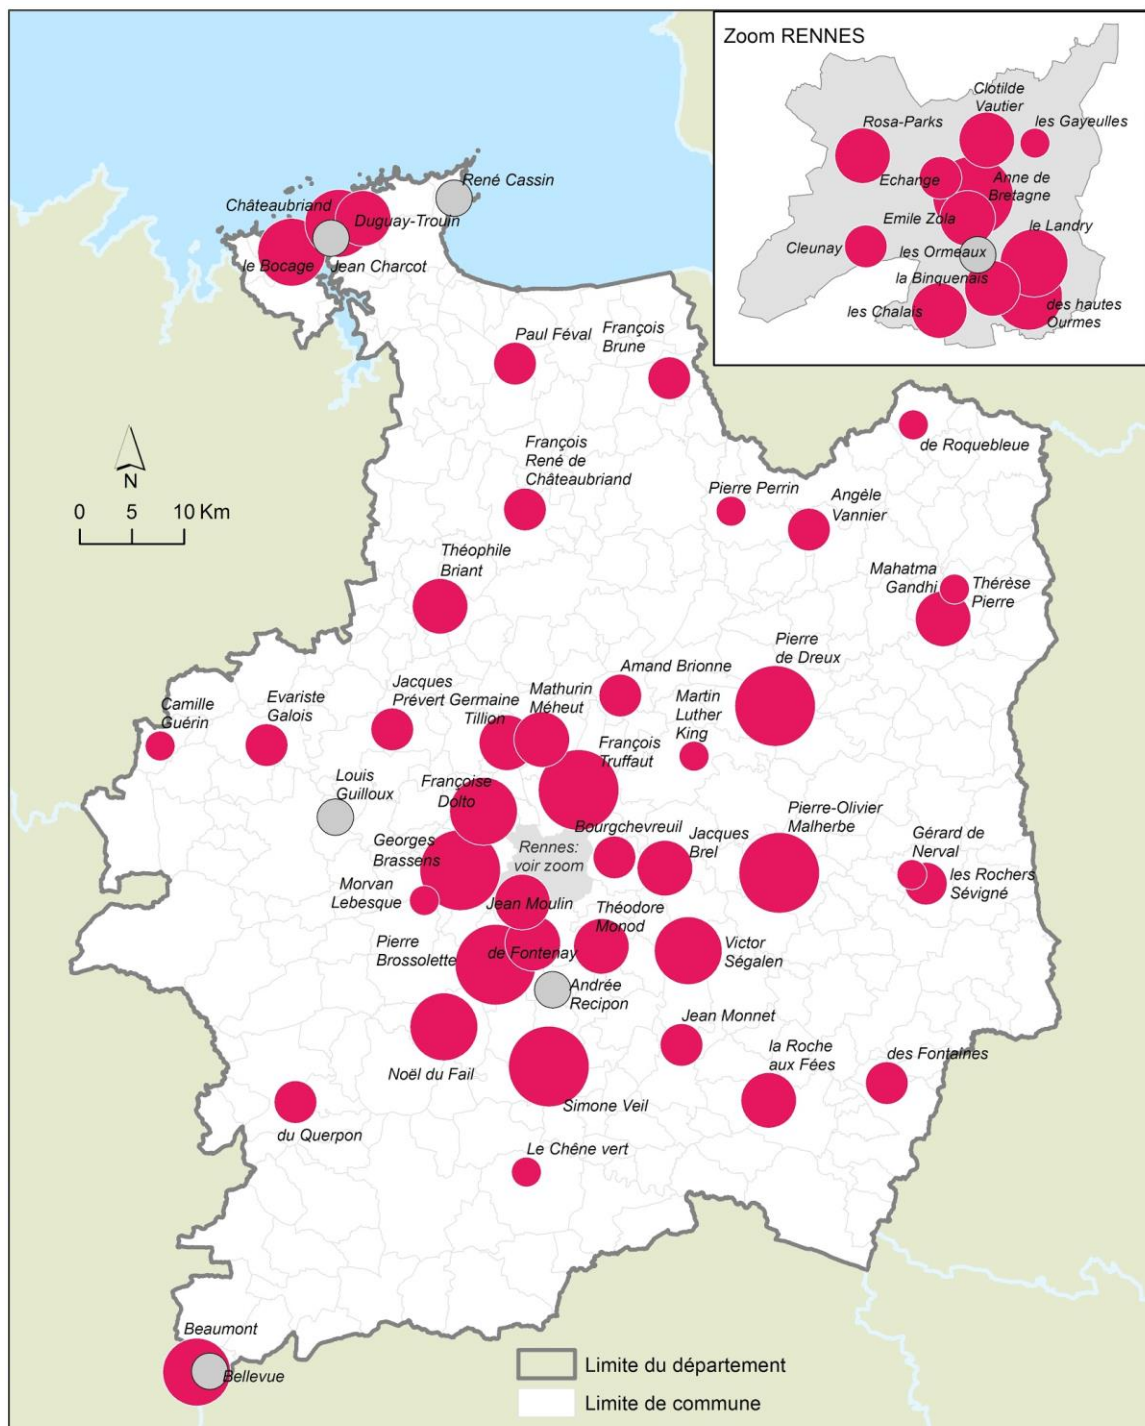 Zoom RENNES
Clotilde
Vautier
les Gayeulles
Rosa-Parks
Echange
Anne de
Bretagne
Emile Zola
le Landry
Cleunay
les Ormeaux
la Binquenais
les Chalais
des hautes
Ourmes
René Cassin
Châteaubriand
Duguay-Trouin
le Bocage
Jean Charcot
Paul Féval
François
Brune
N
0 5 10 Km
de Roquebleue
François
René de
Châteaubriand
Pierre Perrin
Angèle
Vannier
Théophile
Briant
Mahatma
Gandhi
Thérèse
Pierre
Pierre
de Dreux
Amand Brionne
Camille
Guérin
Evariste
Galois
Jacques
Prévert
Germaine
Tillion
Mathurin
Méheut
Martin
Luther
King
François
Truffaut
Louis
Guilloux
Françoise
Dolto
Georges
Brassens
Rennes:
voir zoom
Bourgchevreuil
Jacques
Brel
Pierre-Olivier
Malherbe
Gérard de
Nerval
les Rochers
Sévigné
Morvan
Lebesque
Jean Moulin
Théodore
Monod
Pierre
Brossolette
de Fontenay
Victor
Ségalen
Andrée
Recipon
Jean Monnet
la Roche
aux Fées
des Fontaines
Noël du Fail
Simone Veil
du Querpon
Le Chêne vert
Beaumont
Bellevue
Limite du département
Limite de commune